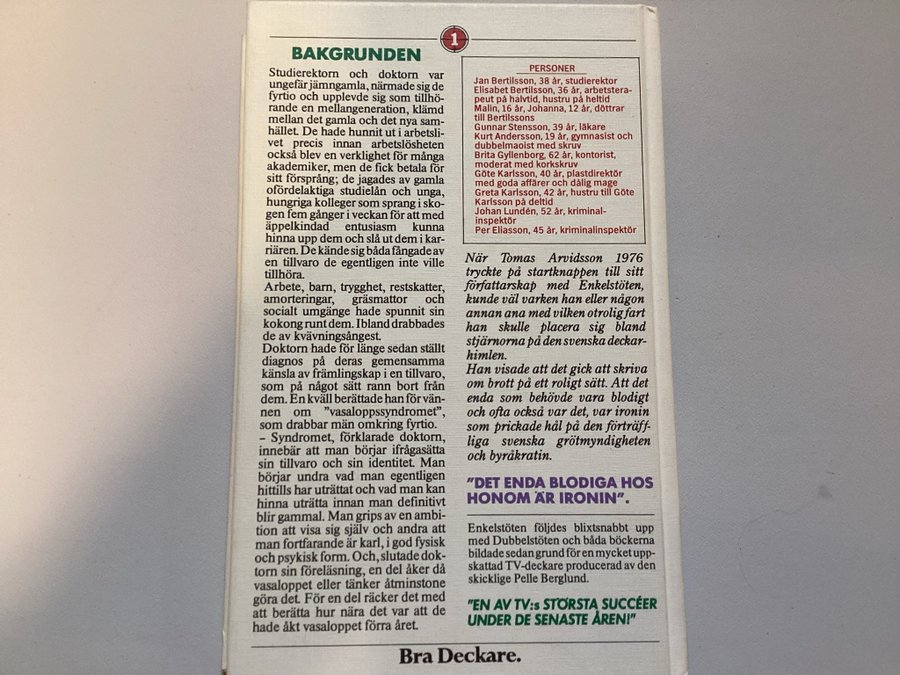 1
BAKGRUNDEN
Studierektorn och doktorn var
ungefär jämngamla, närmade sig de
fyrtio och upplevde sig som tillhö-
rande en mellangeneration, klämd
mellan det gamla och det nya sam-
hället. De hade hunnit ut i arbetsli-
vet precis innan arbetslösheten
också blev en verklighet för många
akademiker, men de fick betala för
sitt försprång; de jagades av gamla
ofördelaktiga studielån och unga,
hungriga kolleger som sprang i sko-
gen fem gånger i veckan för att med
äppelkindad entusiasm kunna
hinna upp dem och slå ut dem i kar-
riären. De kände sig båda fångade av
en tillvaro de egentligen inte ville
tillhöra.
Arbete, barn, trygghet, restskatter,
amorteringar, gräsmattor och
socialt umgänge hade spunnit sin
kokong runt dem. Ibland drabbades
de av kvävningsångest.
Doktorn hade för länge sedan ställt
diagnos på deras gemensamma
känsla av främlingskap i en tillvaro,
som på något sätt rann bort från
dem. En kväll berättade han för vän-
nen om "vasaloppssyndromet",
som drabbar män omkring fyrtio.
– Syndromet, förklarade doktorn,
innebär att man börjar ifrågasätta
sin tillvaro och sin identitet. Man
börjar undra vad man egentligen
hittills har uträttat och vad man kan
hinna uträtta innan man definitivt
blir gammal. Man grips av en ambi-
tion att visa sig själv och andra att
man fortfarande är karl, i god fysisk
och psykisk form. Och, slutade dok-
torn sin föreläsning, en del åker då
vasaloppet eller tänker åtminstone
göra det. För en del räcker det med
att berätta hur nära det var att de
hade åkt vasaloppet förra året.
PERSONER
Jan Bertilsson, 38 år, studierektor
Elisabet Bertilsson, 36 år, arbetstera-
peut på halvtid, hustru på heltid
Malin, 16 år, Johanna, 12 år, döttrar
till Bertilssons
Gunnar Stensson, 39 år, läkare
Kurt Andersson, 19 år, gymnasist och
dubbelmaoist med skruv
Brita Gyllenborg, 62 år, kontorist,
moderat med korkskruv
Göte Karlsson, 40 år, plastdirektör
med goda affärer och dålig mage
Greta Karlsson, 42 år, hustru till Göte
Karlsson på deltid
Johan Lundén, 52 år, kriminal-
inspektör
Per Eliasson, 45 år, kriminalinspektör
När Tomas Arvidsson 1976
tryckte på startknappen till sitt
författarskap med Enkelstöten,
kunde väl varken han eller någon
annan ana med vilken otrolig fart
han skulle placera sig bland
stjärnorna på den svenska deckar-
himlen.
Han visade att det gick att skriva
om brott på ett roligt sätt. Att det
enda som behövde vara blodigt
och ofta också var det, var ironin
som prickade hål på den förträff-
liga svenska grötmyndigheten
och byråkratin.
"DET ENDA BLODIGA HOS
HONOM ÄR IRONIN".
Enkelstöten följdes blixtsnabbt upp
med Dubbelstöten och båda böckerna
bildade sedan grund för en mycket upp-
skattad TV-deckare producerad av den
skicklige Pelle Berglund.
"EN AV TV:s STÖRSTA SUCCÉER
UNDER DE SENASTE ÅREN!"
Bra Deckare.